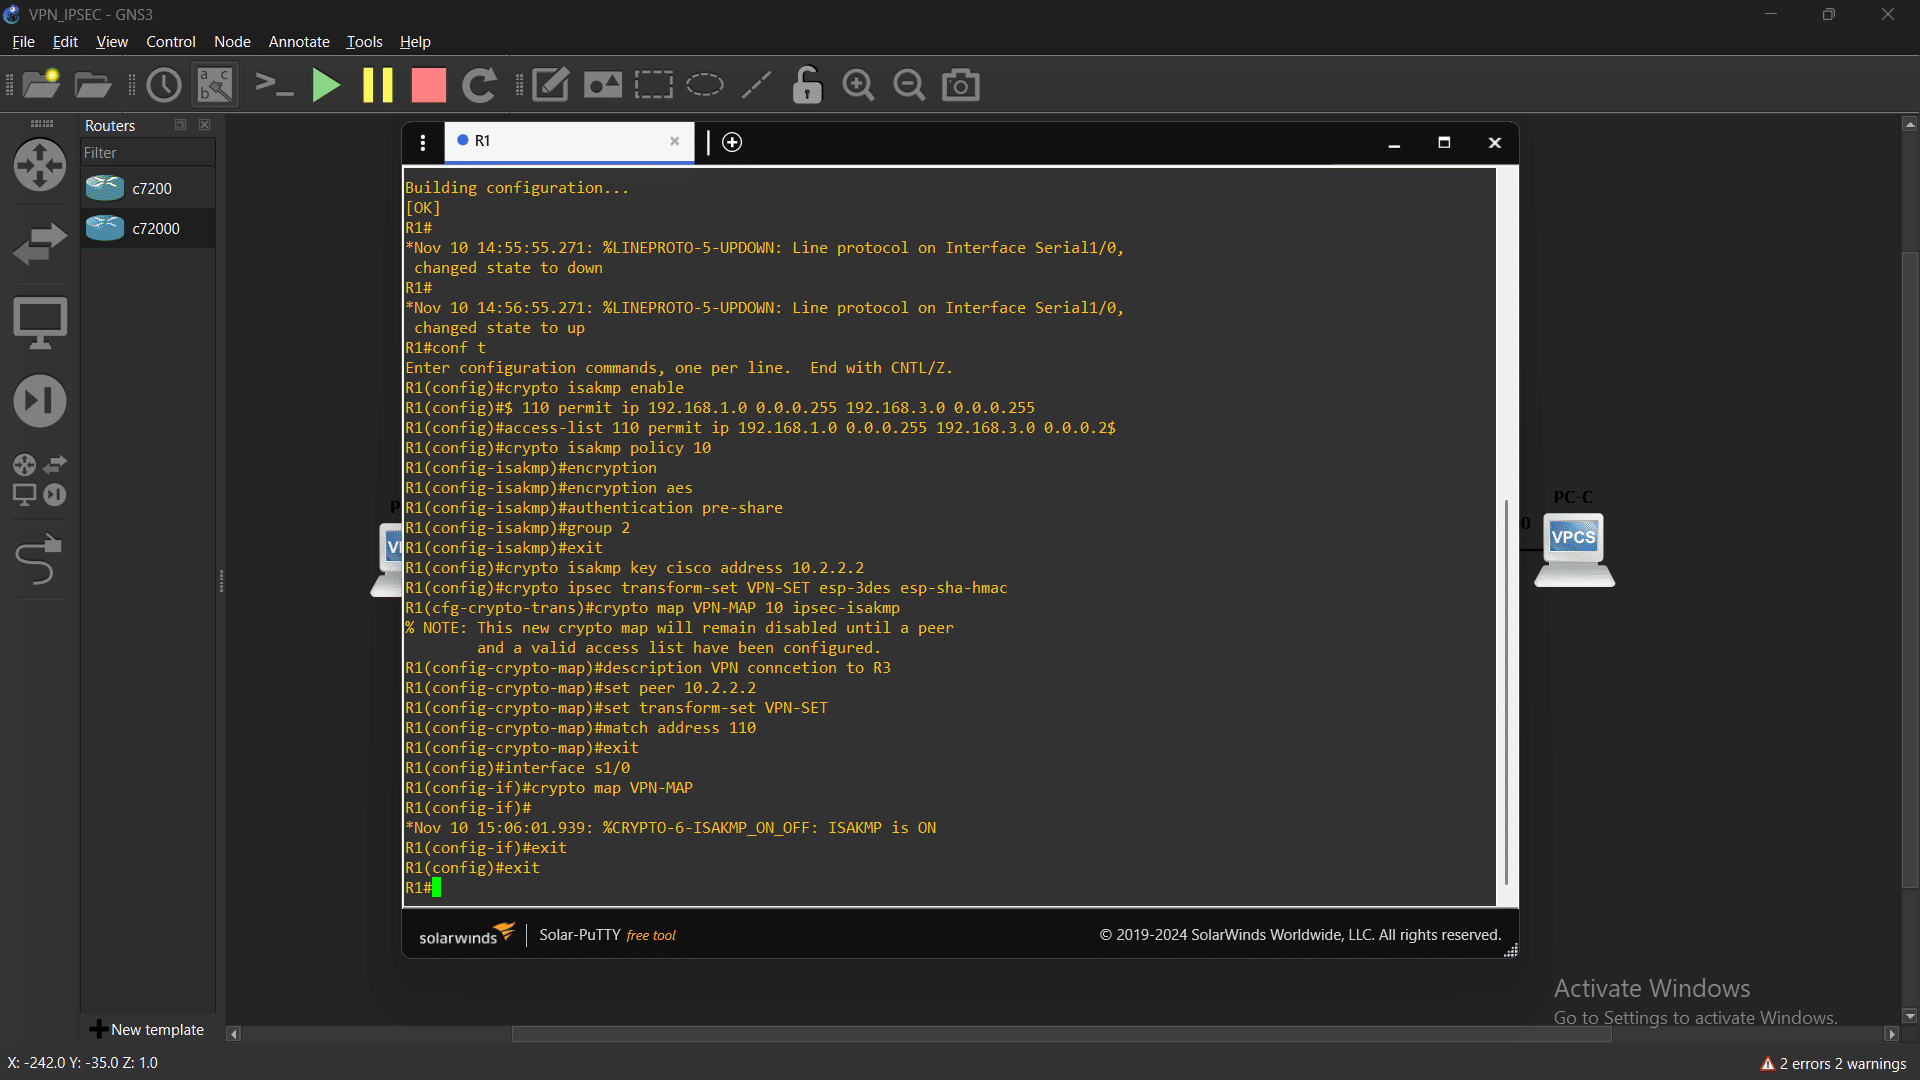 VPN_IPSEC - GNS3
File Edit View Control Node Annotate Tools Help
Routers
Filter
c7200
c72000
R1
Building configuration...
[OK]
R1#
*Nov 10 14:55:55.271: %LINEPROTO-5-UPDOWN: Line protocol on Interface Serial1/0,
changed state to down
R1#
*Nov 10 14:56:55.271: %LINEPROTO-5-UPDOWN: Line protocol on Interface Serial1/0,
changed state to up
R1#conf t
Enter configuration commands, one per line.  End with CNTL/Z.
R1(config)#crypto isakmp enable
R1(config)#$ 110 permit ip 192.168.1.0 0.0.0.255 192.168.3.0 0.0.0.255
R1(config)#access-list 110 permit ip 192.168.1.0 0.0.0.255 192.168.3.0 0.0.0.2$
R1(config)#crypto isakmp policy 10
R1(config-isakmp)#encryption
R1(config-isakmp)#encryption aes
R1(config-isakmp)#authentication pre-share
R1(config-isakmp)#group 2
R1(config-isakmp)#exit
R1(config)#crypto isakmp key cisco address 10.2.2.2
R1(config)#crypto ipsec transform-set VPN-SET esp-3des esp-sha-hmac
R1(cfg-crypto-trans)#crypto map VPN-MAP 10 ipsec-isakmp
% NOTE: This new crypto map will remain disabled until a peer
and a valid access list have been configured.
R1(config-crypto-map)#description VPN conncetion to R3
R1(config-crypto-map)#set peer 10.2.2.2
R1(config-crypto-map)#set transform-set VPN-SET
R1(config-crypto-map)#match address 110
R1(config-crypto-map)#exit
R1(config)#interface s1/0
R1(config-if)#crypto map VPN-MAP
R1(config-if)#
*Nov 10 15:06:01.939: %CRYPTO-6-ISAKMP_ON_OFF: ISAKMP is ON
R1(config-if)#exit
R1(config)#exit
R1#
solarwinds Solar-PuTTY free tool
© 2019-2024 SolarWinds Worldwide, LLC. All rights reserved.
PC-C
VPCS
Activate Windows
Go to Settings to activate Windows.
New template
X: -242.0 Y: -35.0 Z: 1.0
2 errors 2 warnings